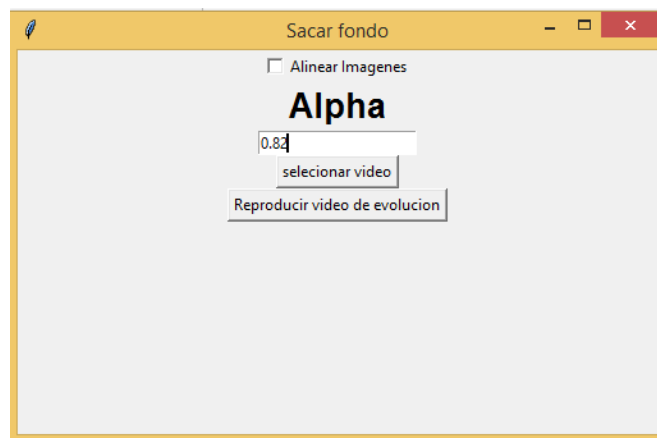 Sacar fondo
Alinear Imagenes
Alpha
0.82
selecionar video
Reproducir video de evolucion